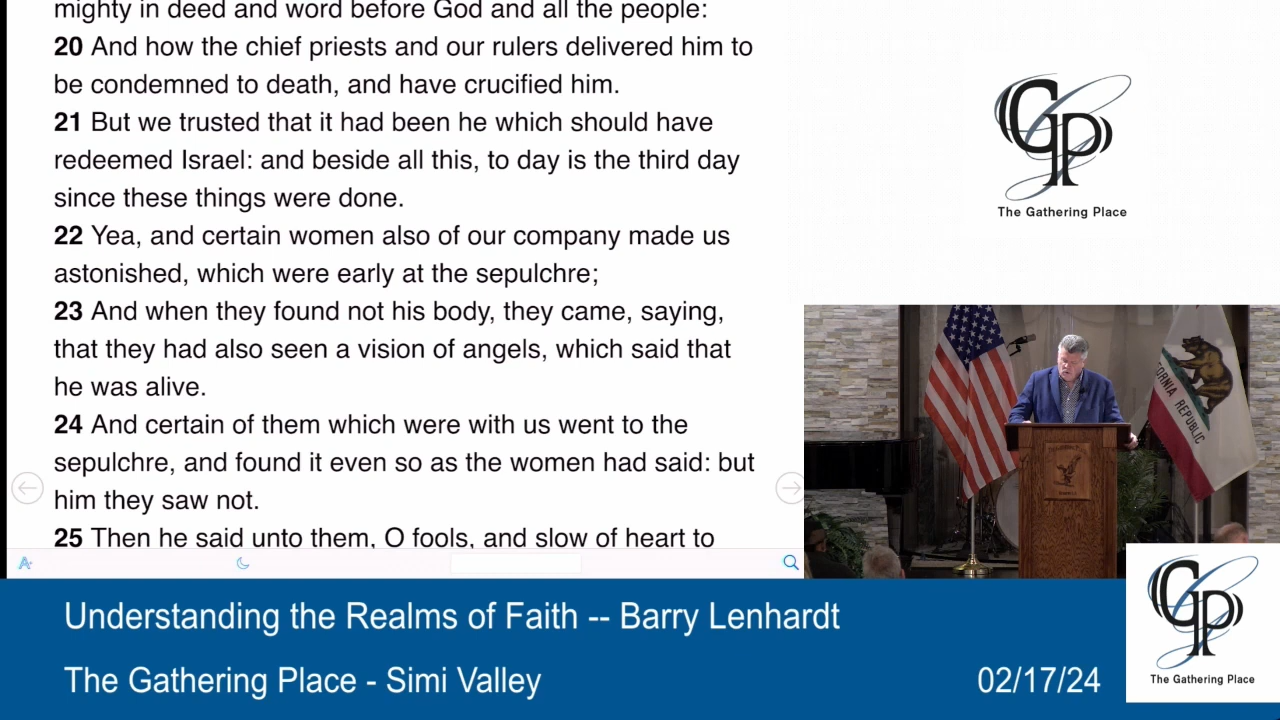 mighty in deed and word before God and all the people:
20 And how the chief priests and our rulers delivered him to
be condemned to death, and have crucified him.
21 But we trusted that it had been he which should have
redeemed Israel: and beside all this, to day is the third day
since these things were done.
22 Yea, and certain women also of our company made us
astonished, which were early at the sepulchre;
23 And when they found not his body, they came, saying,
that they had also seen a vision of angels, which said that
he was alive.
24 And certain of them which were with us went to the
sepulchre, and found it even so as the women had said: but
him they saw not.
25 Then he said unto them, O fools, and slow of heart to
A
GP
The Gathering Place
CALIFORNIA REPUBLIC
Understanding the Realms of Faith -- Barry Lenhardt
The Gathering Place - Simi Valley
02/17/24
GP
The Gathering Place